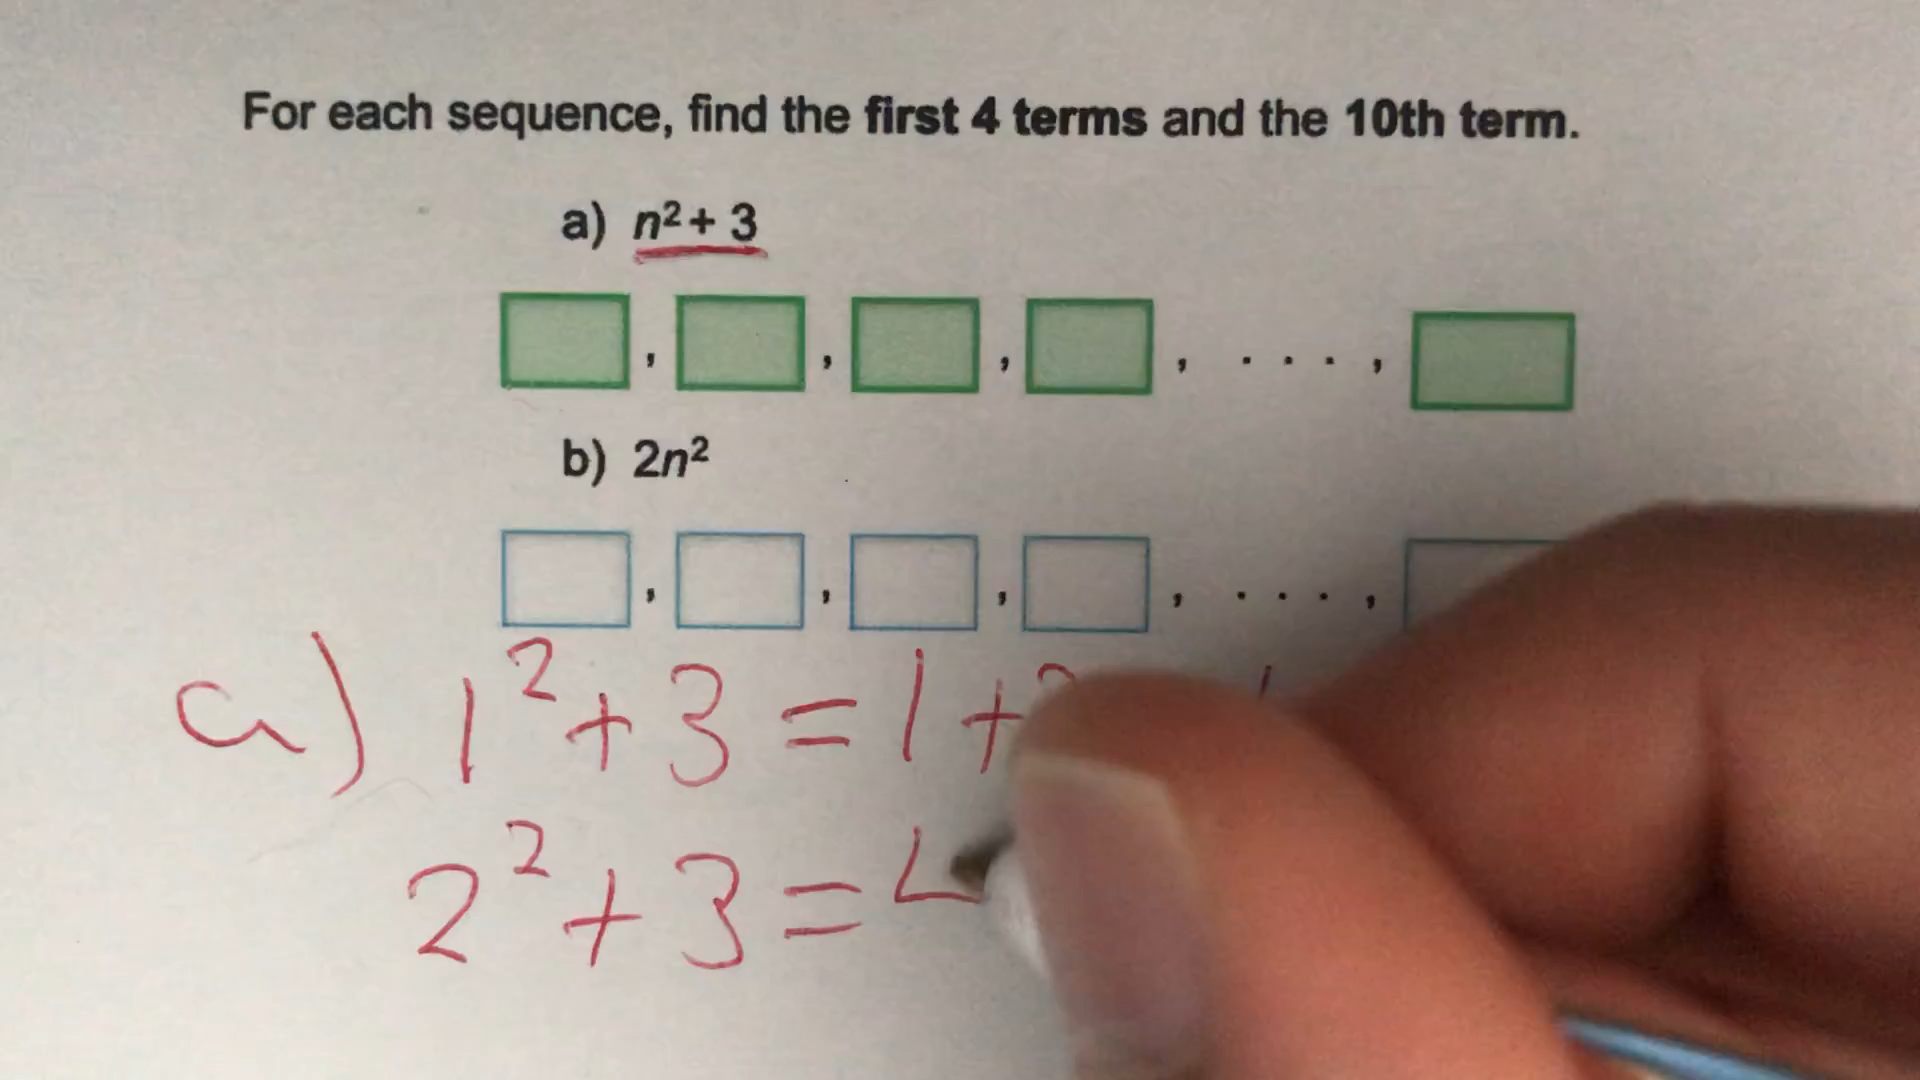 For each sequence, find the first 4 terms and the 10th term.
a) n² + 3
, , , , . . . . ,
b) 2n²
, , , , . . . . ,
a) 1² + 3 = 1 +
2² + 3 =